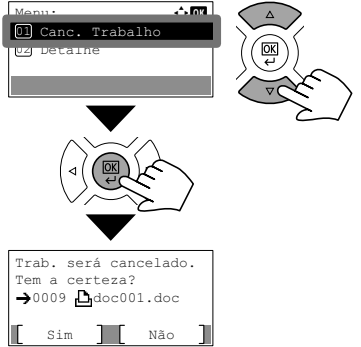 Menu: OK
01 Canc. Trabalho
02 Detalhe
OK
OK
Trab. será cancelado.
Tem a certeza?
➔0009 doc001.doc
[ Sim ] [ Não ]